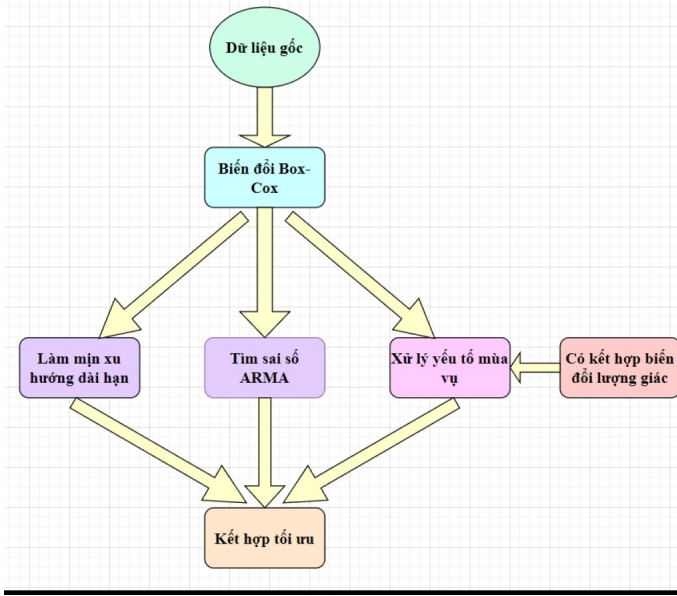 Dữ liệu gốc
Biến đổi Box-
Cox
Làm mịn xu
hướng dài hạn
Tìm sai số
ARMA
Xử lý yếu tố mùa
vụ
Có kết hợp biến
đổi lượng giác
Kết hợp tối ưu